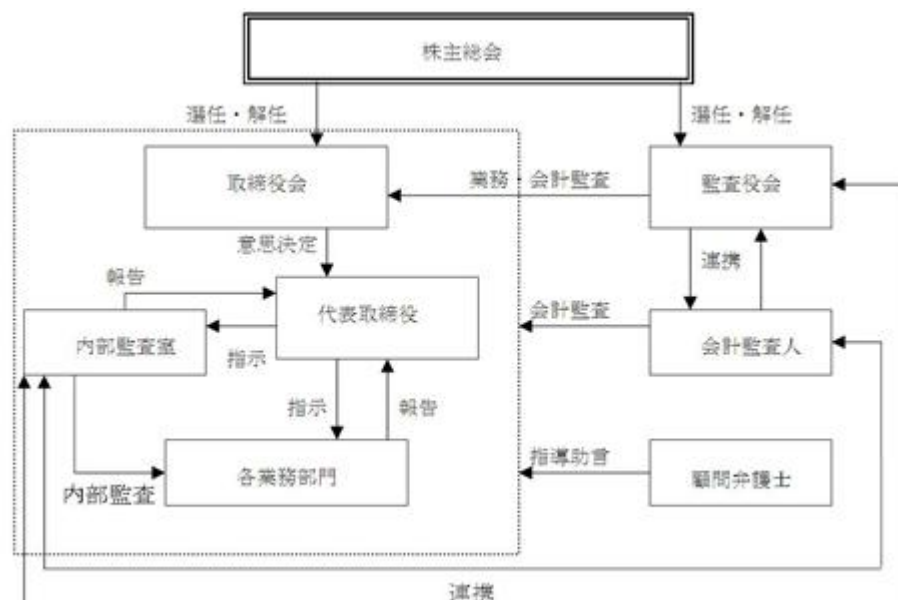 株主総会
選任・解任
選任・解任
取締役会
業務・会計監査
監査役会
意思決定
連携
報告
代表取締役
会計監査
内部監査室
会計監査人
指示
指示
報告
指導助言
各業務部門
顧問弁護士
内部監査
連携